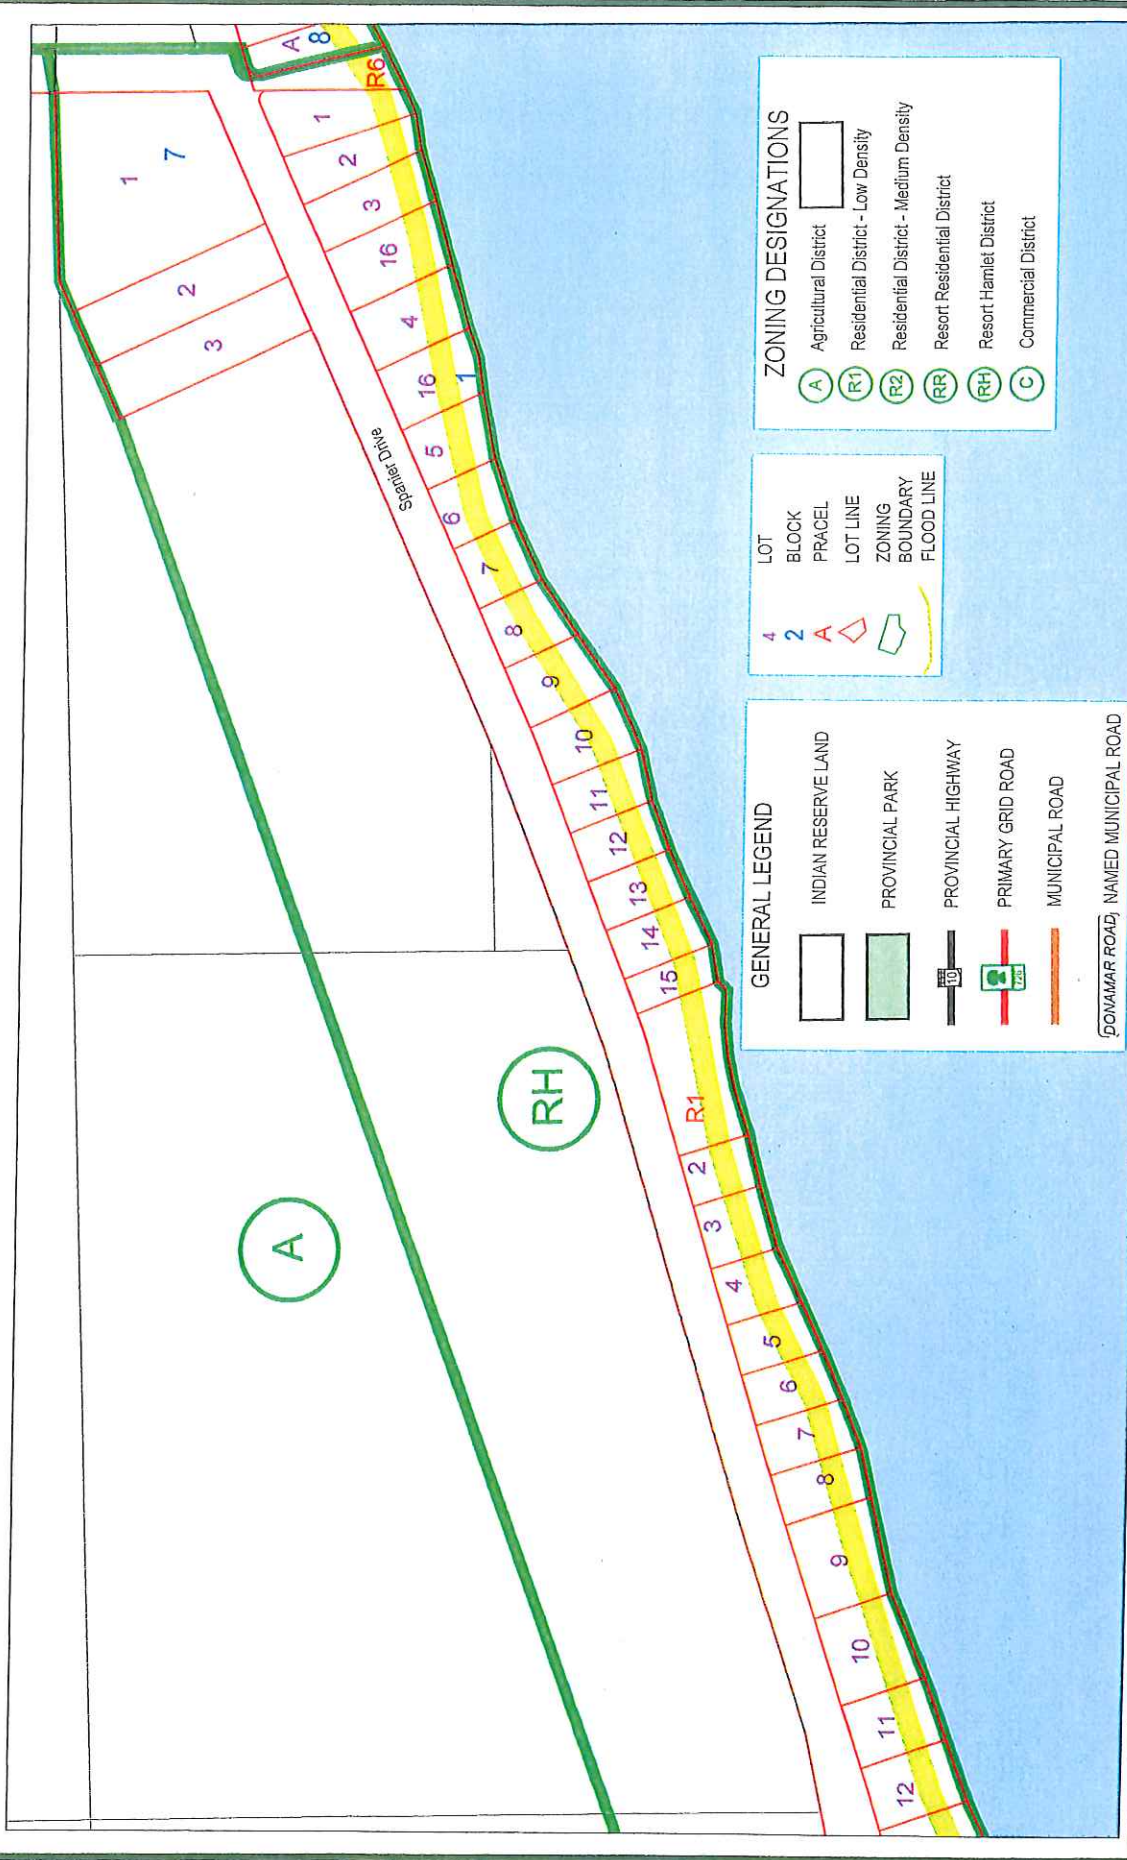 A
8
R6
1
7
2
3
1
2
3
16
4
16
1
5
6
7
8
9
10
11
12
13
14
15
Spanier Drive
A
RH
R1
2
3
4
5
6
7
8
9
10
11
12
GENERAL LEGEND
INDIAN RESERVE LAND
PROVINCIAL PARK
10 PROVINCIAL HIGHWAY
PRIMARY GRID ROAD
MUNICIPAL ROAD
DONAMAR ROAD NAMED MUNICIPAL ROAD
4 LOT
2 BLOCK
A PRACEL
LOT LINE
ZONING
BOUNDARY
FLOOD LINE
ZONING DESIGNATIONS
A Agricultural District
R1 Residential District - Low Density
R2 Residential District - Medium Density
RR Resort Residential District
RH Resort Hamlet District
C Commercial District